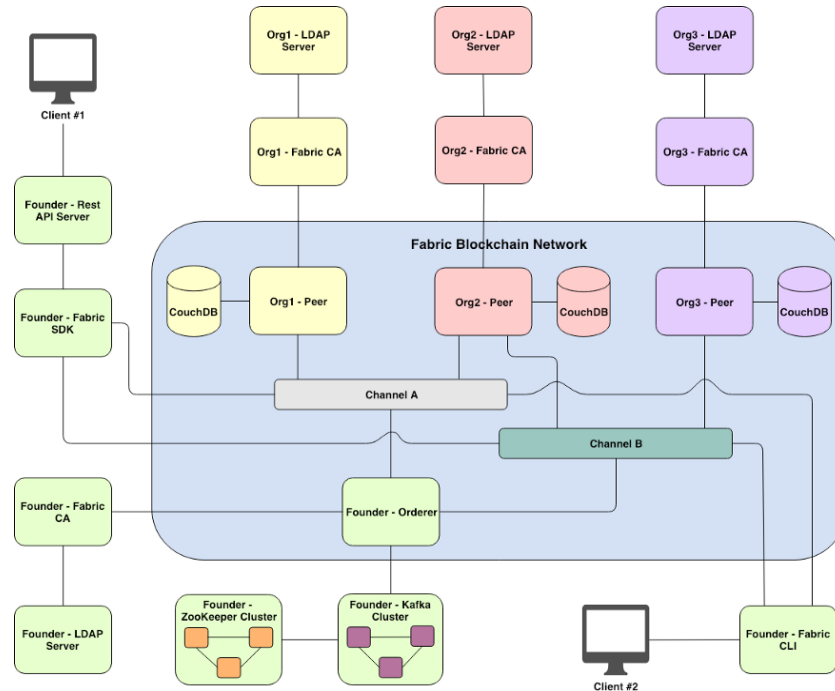 Org1 - LDAP
Server
Org2 - LDAP
Server
Org3 - LDAP
Server
Client #1
Org1 - Fabric CA
Org2 - Fabric CA
Org3 - Fabric CA
Founder - Rest
API Server
Fabric Blockchain Network
CouchDB
Org1 - Peer
Org2 - Peer
CouchDB
Org3 - Peer
CouchDB
Founder - Fabric
SDK
Channel A
Channel B
Founder - Fabric
CA
Founder - Orderer
Founder -
ZooKeeper Cluster
Founder - Kafka
Cluster
Founder - LDAP
Server
Founder - Fabric
CLI
Client #2